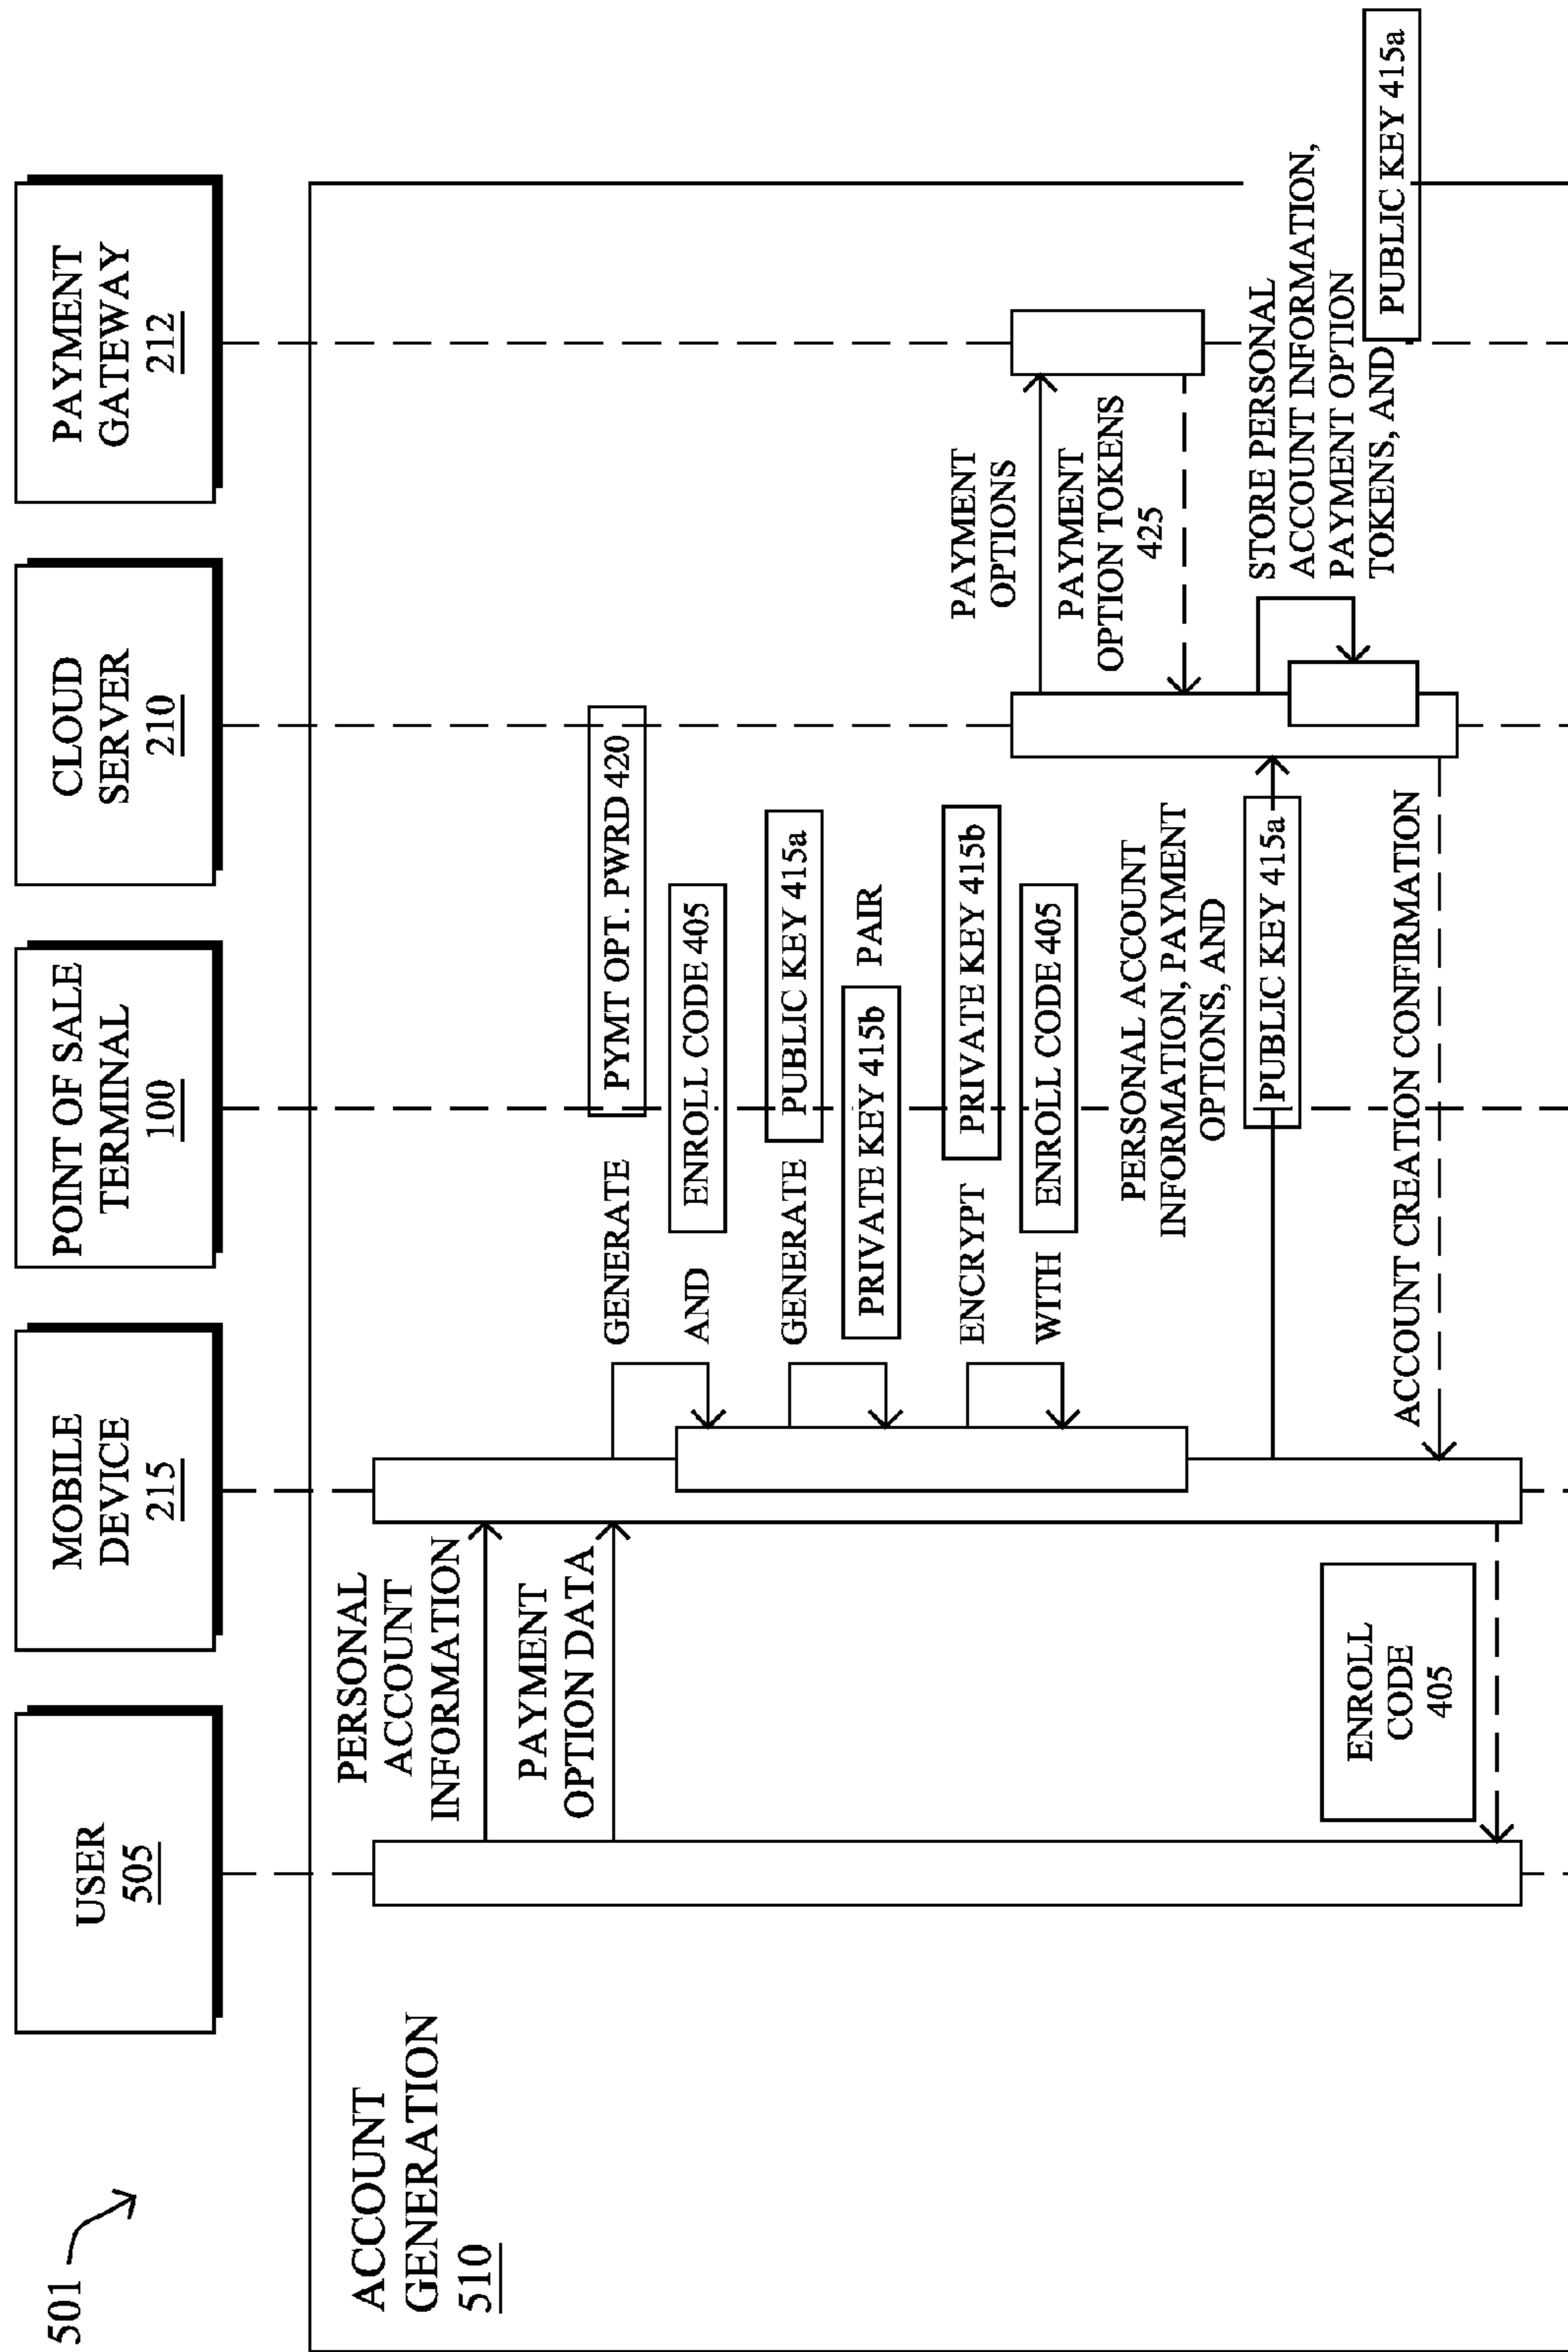 501
USER
505
MOBILE
DEVICE
215
POINT OF SALE
TERMINAL
100
CLOUD
SERVER
210
PAYMENT
GATEWAY
212
ACCOUNT
GENERATION
510
PERSONAL
ACCOUNT
INFORMATION
PAYMENT
OPTION DATA
GENERATE PYMT OPT. PWRD 420
AND ENROLL CODE 405
GENERATE PUBLIC KEY 415a
PRIVATE KEY 415b PAIR
ENCRYPT PRIVATE KEY 415b
WITH ENROLL CODE 405
PERSONAL ACCOUNT
INFORMATION, PAYMENT
OPTIONS, AND
PUBLIC KEY 415a
PAYMENT
OPTIONS
PAYMENT
OPTION TOKENS
425
STORE PERSONAL
ACCOUNT INFORMATION,
PAYMENT OPTION
TOKENS, AND PUBLIC KEY 415a
ACCOUNT CREATION CONFIRMATION
ENROLL
CODE
405